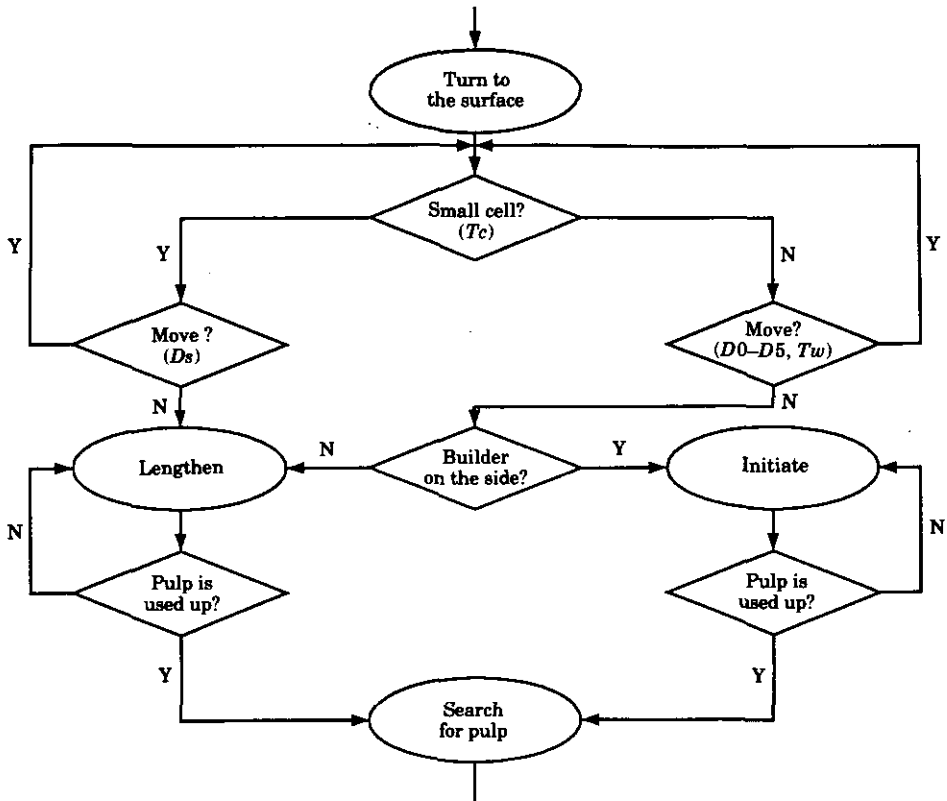 Turn to
the surface
Small cell?
(Tc)
Y
Y
N
Y
Move ?
(Ds)
Move?
(D0–D5, Tw)
N
N
Lengthen
N
Builder
on the side?
Y
Initiate
N
N
Pulp is
used up?
Pulp is
used up?
Y
Y
Search
for pulp